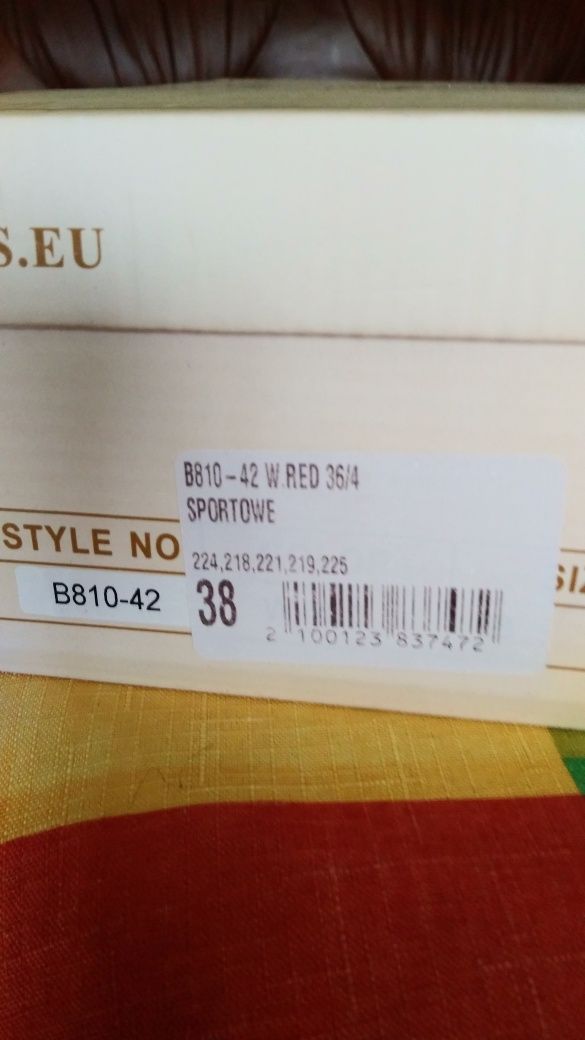 S.EU
B810-42 W.RED 36/4
SPORTOWE
STYLE NO
224,218,221,219,225
SIZ
B810-42
38
2 100123 837472